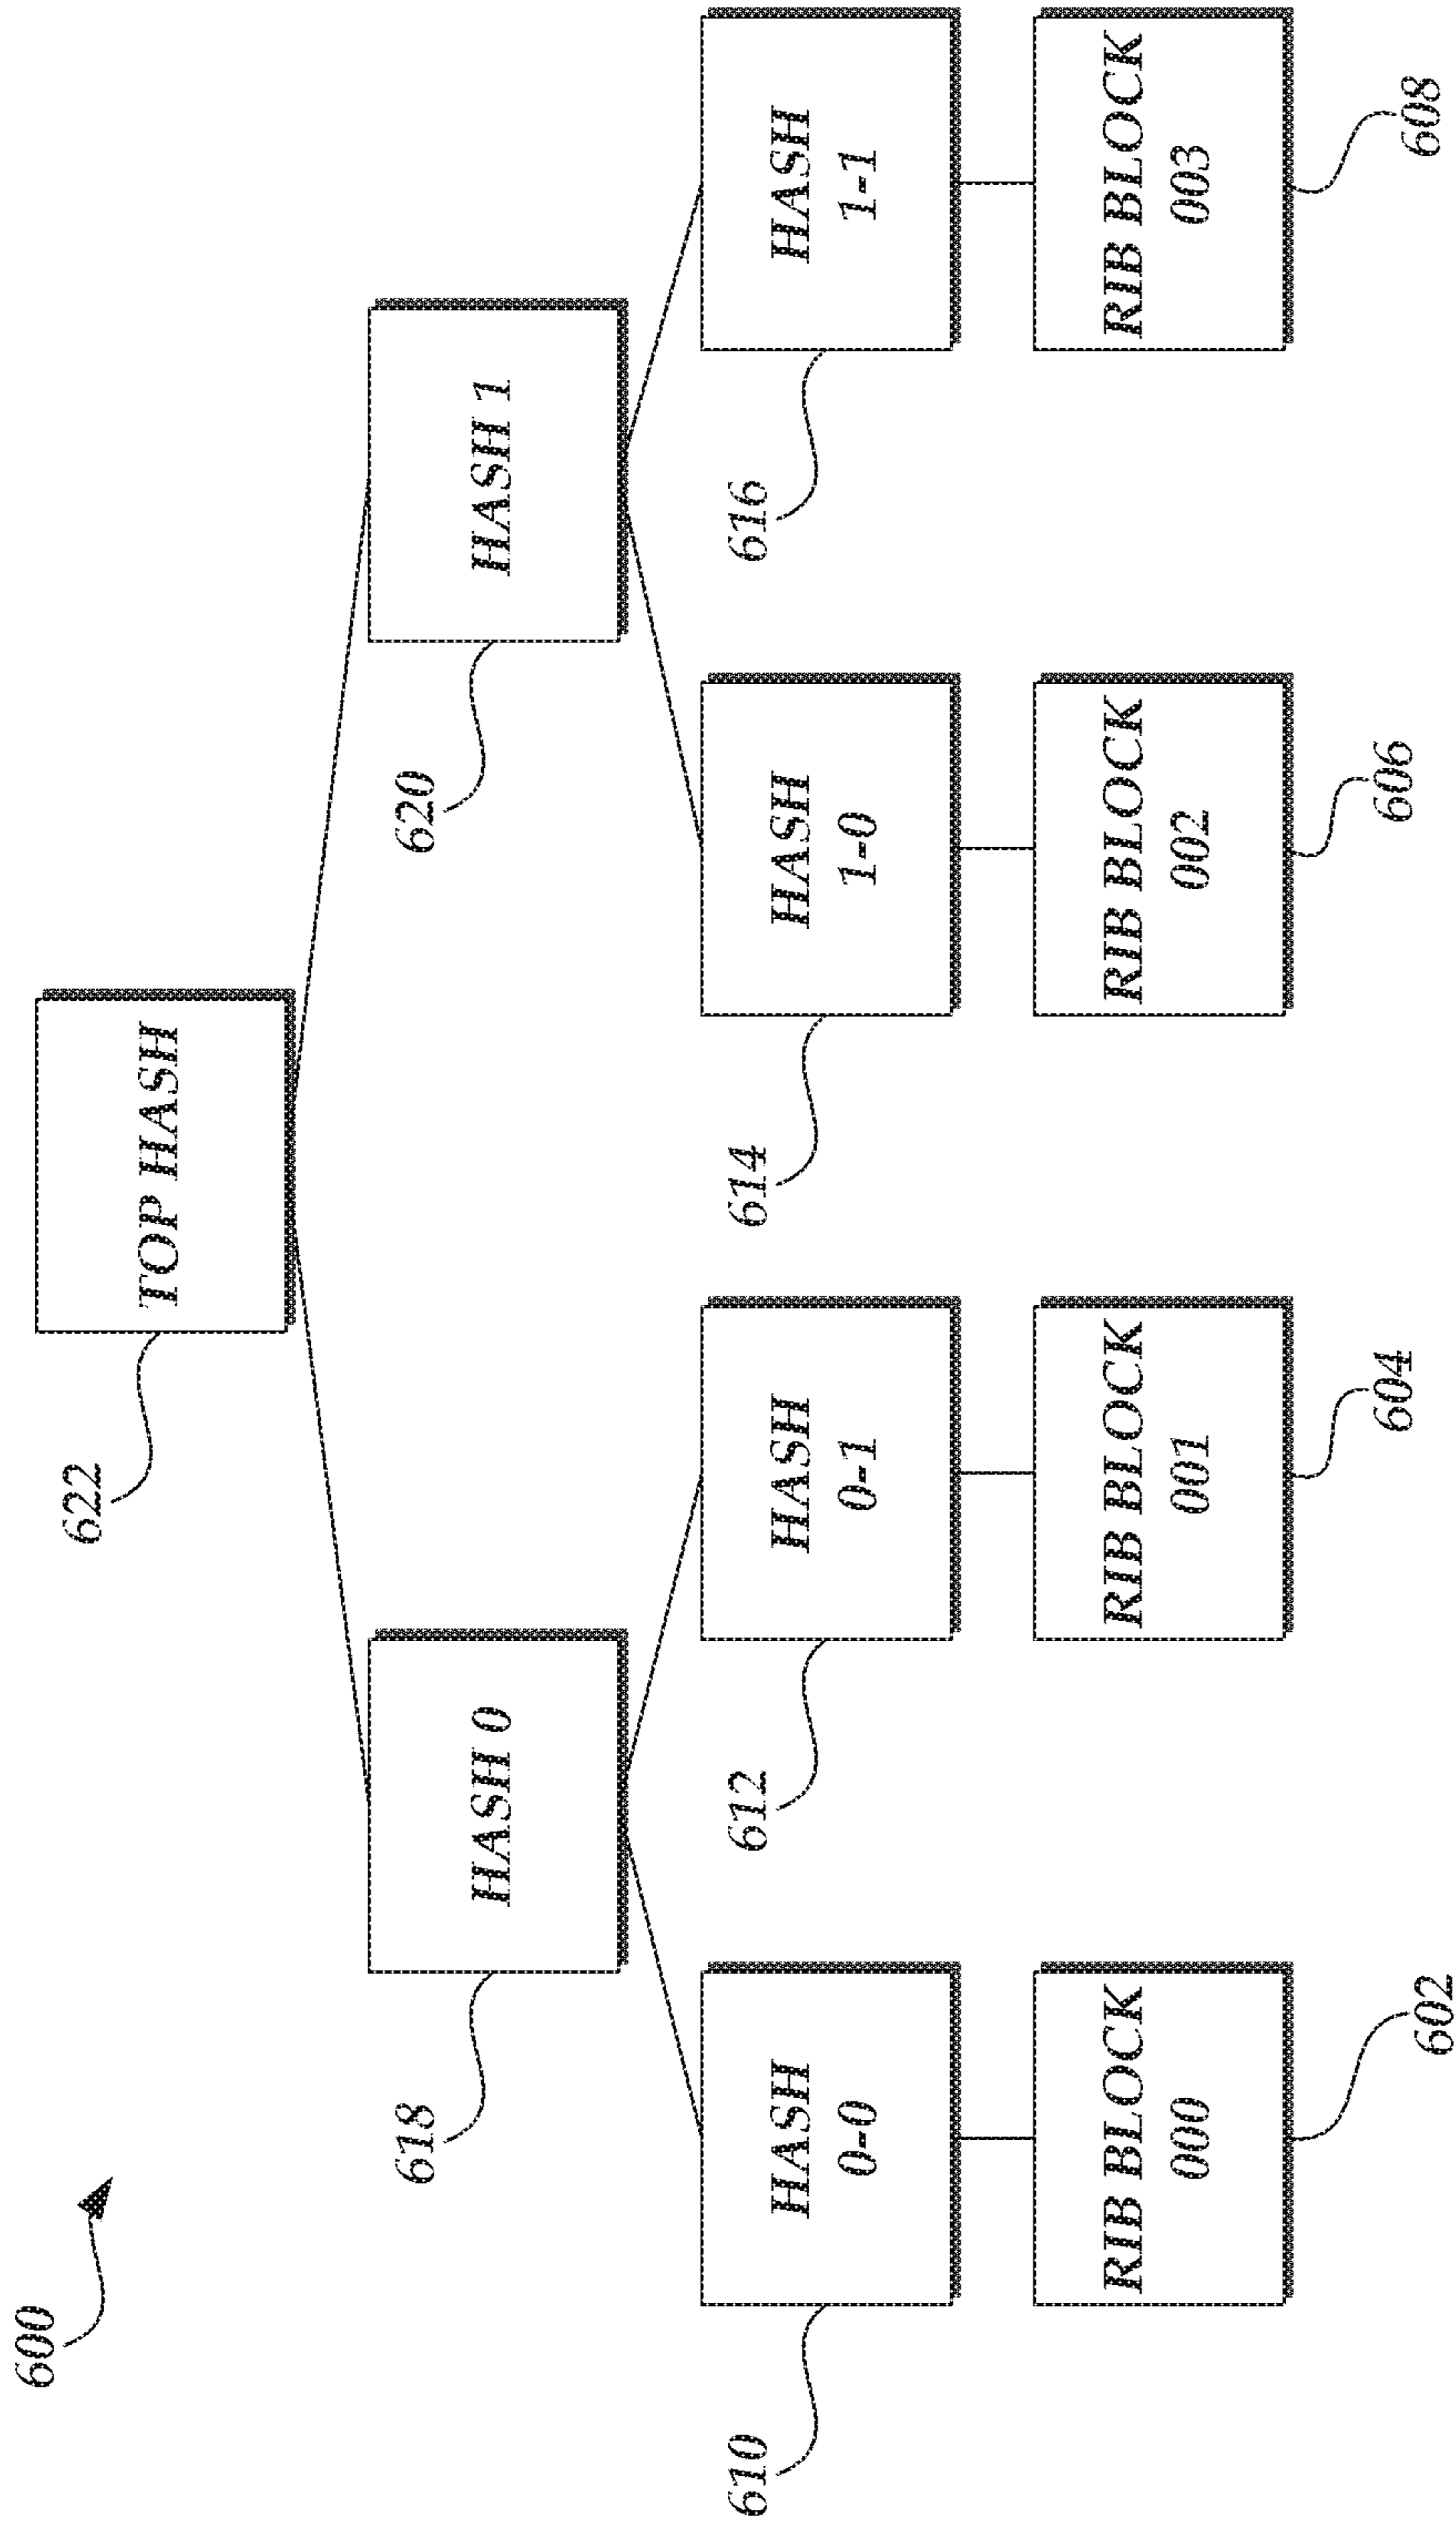 600
622
TOP HASH
618
HASH 0
620
HASH 1
610
HASH
0-0
612
HASH
0-1
614
HASH
1-0
616
HASH
1-1
RIB BLOCK
000
RIB BLOCK
001
RIB BLOCK
002
RIB BLOCK
003
602
604
606
608